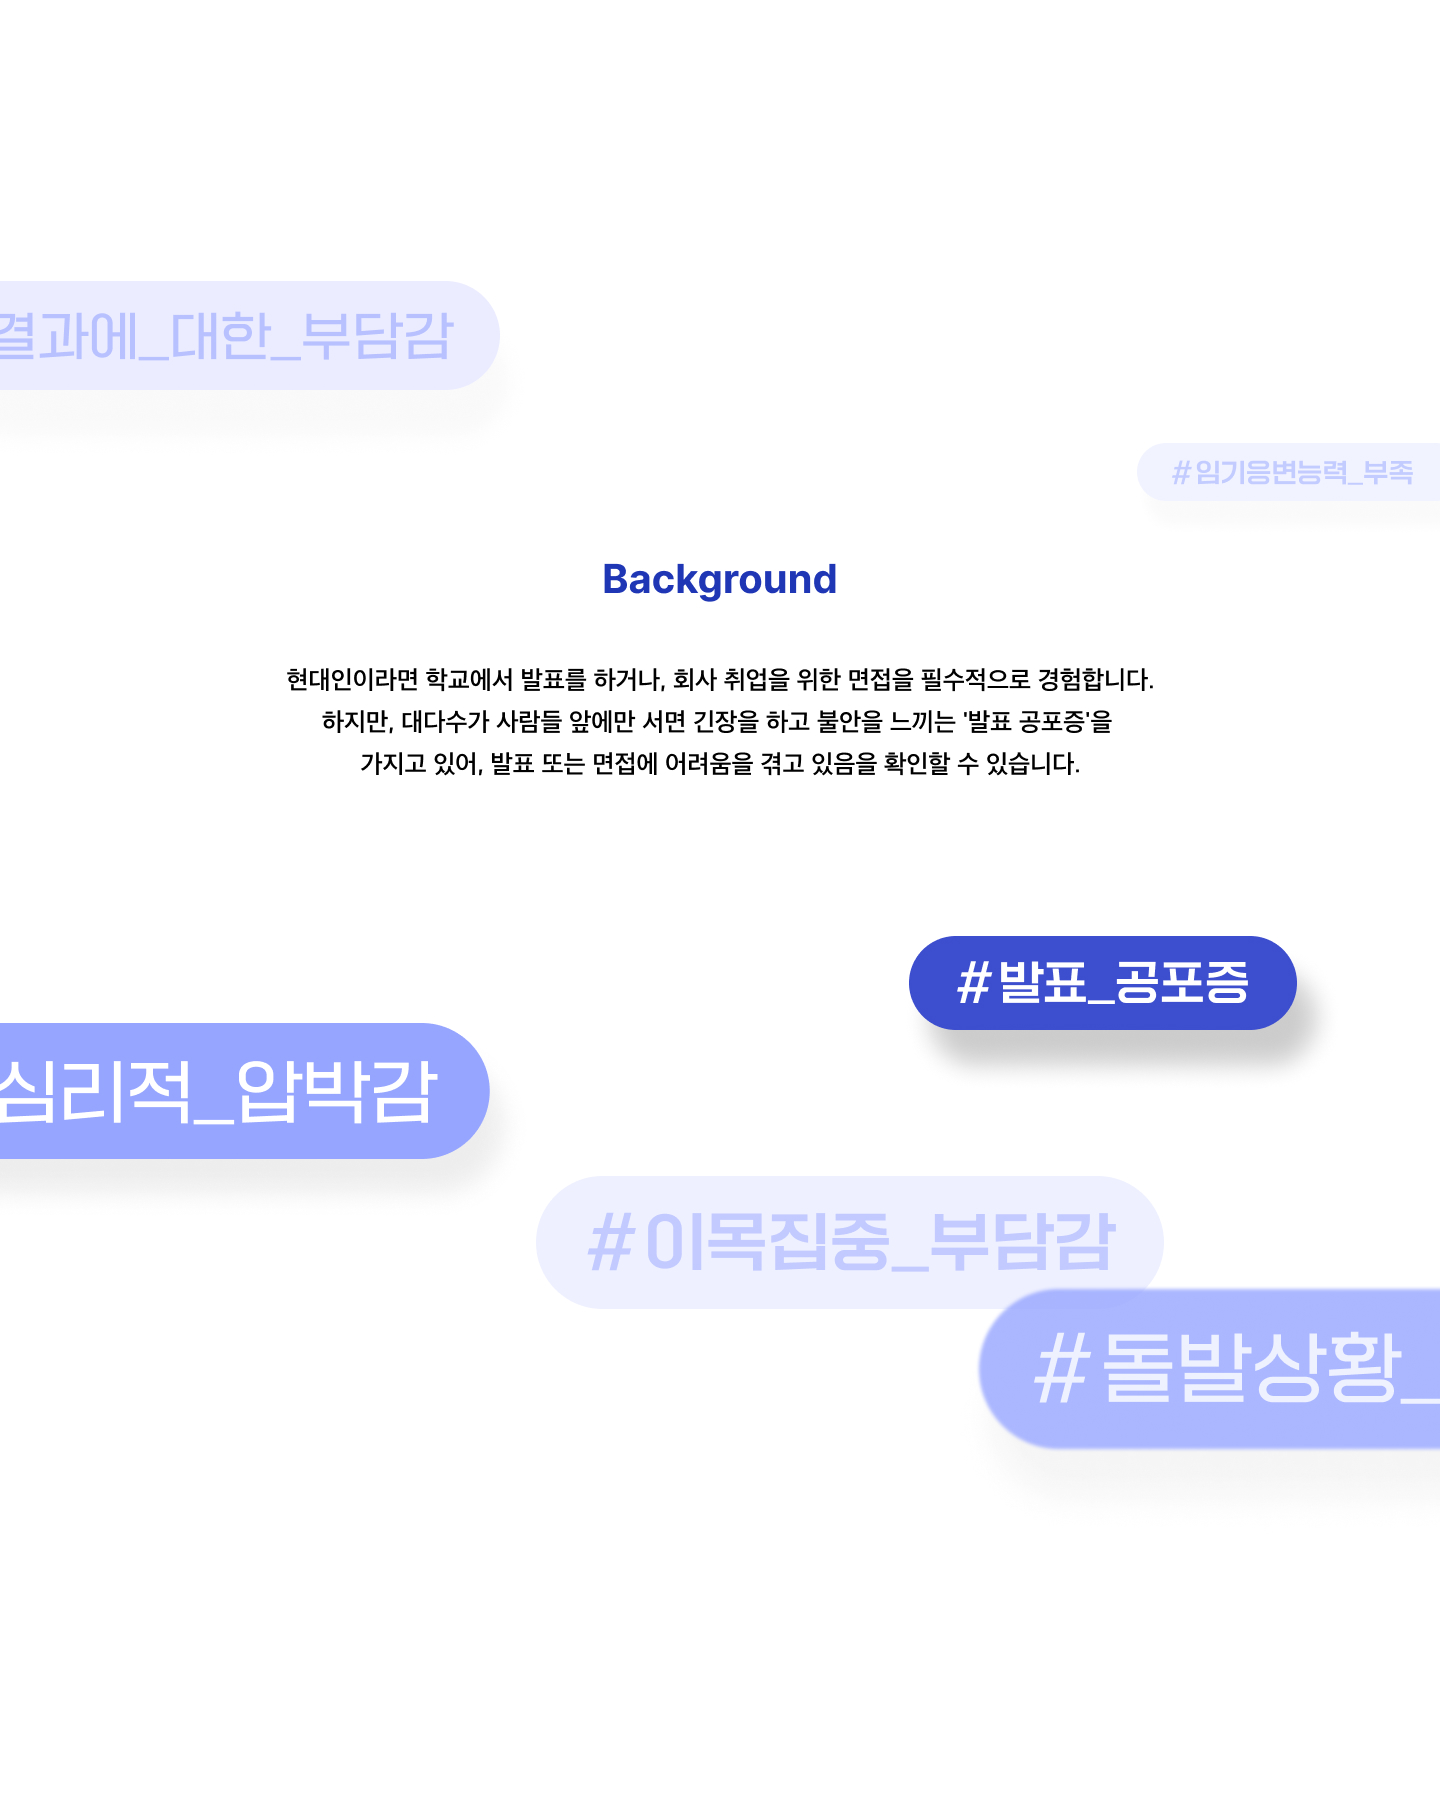 결과에_대한_부담감
#임기응변능력_부족
Background
현대인이라면 학교에서 발표를 하거나, 회사 취업을 위한 면접을 필수적으로 경험합니다.
하지만, 대다수가 사람들 앞에만 서면 긴장을 하고 불안을 느끼는 '발표 공포증'을
가지고 있어, 발표 또는 면접에 어려움을 겪고 있음을 확인할 수 있습니다.
#발표_공포증
심리적_압박감
#이목집중_부담감
#돌발상황_